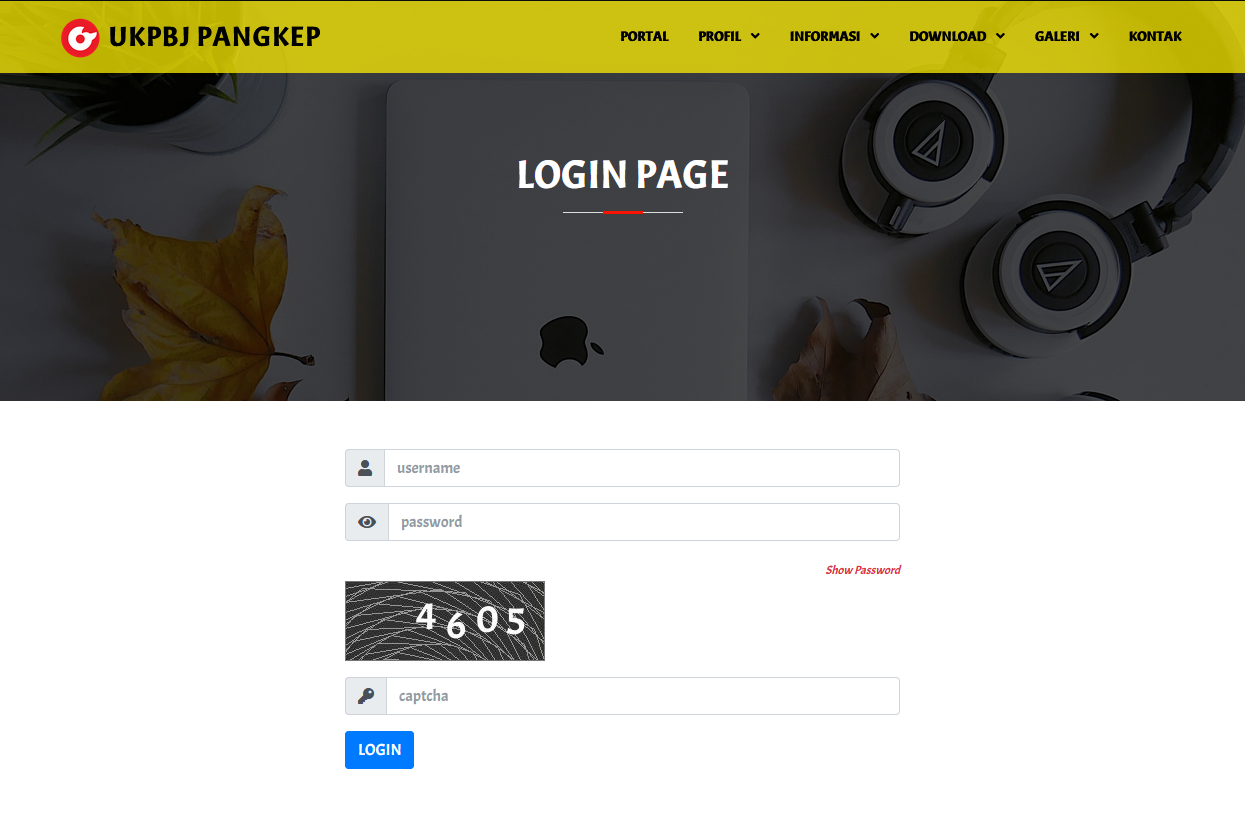 UKPBJ PANGKEP
PORTAL PROFIL INFORMASI DOWNLOAD GALERI KONTAK
LOGIN PAGE
username
password
Show Password
4605
captcha
LOGIN